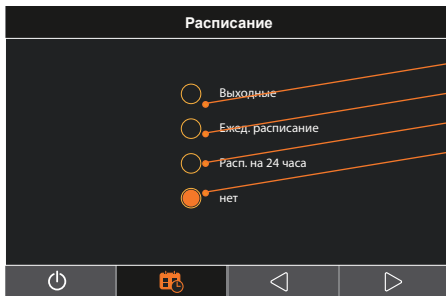 Расписание
Выходные
Ежед. расписание
Расп. на 24 часа
нет